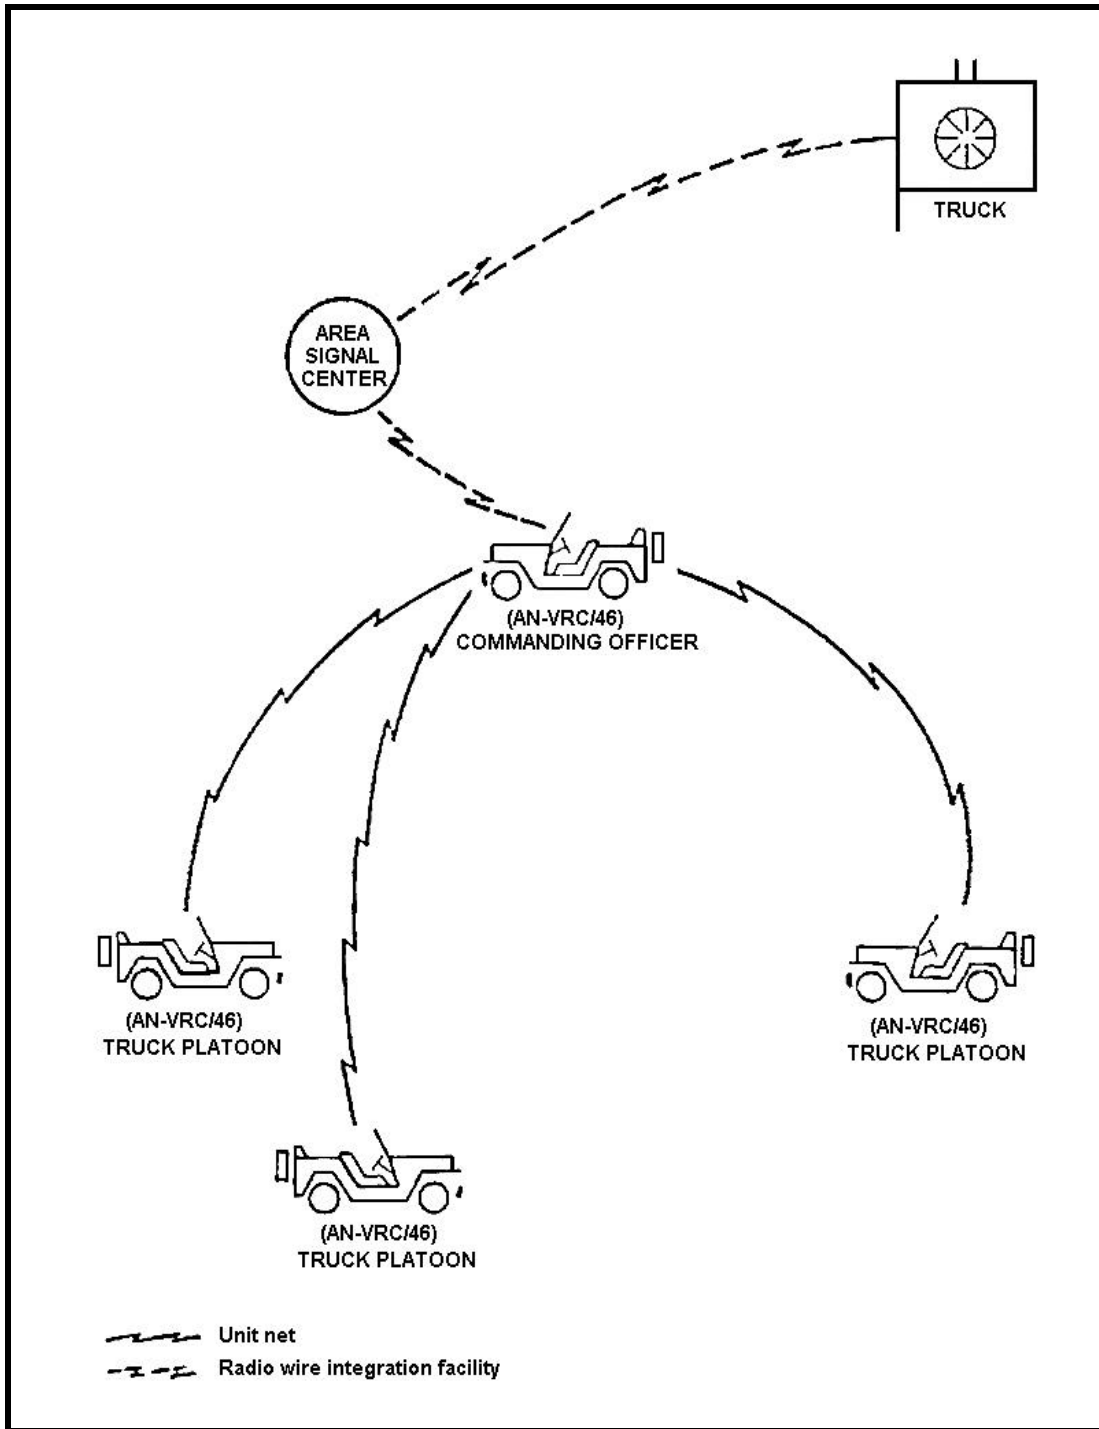 TRUCK
AREA
SIGNAL
CENTER
(AN-VRC/46)
COMMANDING OFFICER
(AN-VRC/46)
TRUCK PLATOON
(AN-VRC/46)
TRUCK PLATOON
(AN-VRC/46)
TRUCK PLATOON
Unit net
Radio wire integration facility